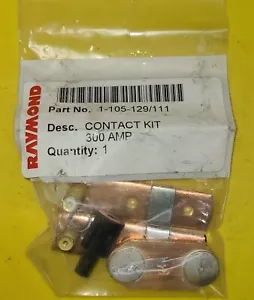 RAYMOND
Part No. 1-105-129/111
Desc. CONTACT KIT
300 AMP
Quantity: 1